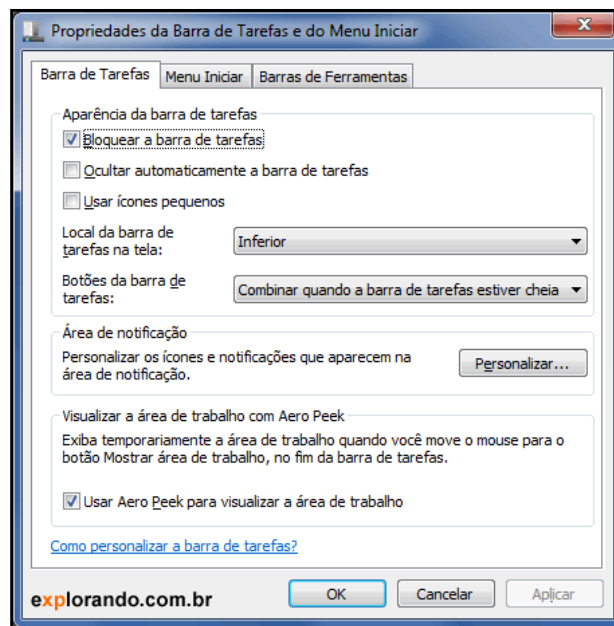 Propriedades da Barra de Tarefas e do Menu Iniciar
Barra de Tarefas
Menu Iniciar
Barras de Ferramentas
Aparência da barra de tarefas
Bloquear a barra de tarefas
Ocultar automaticamente a barra de tarefas
Usar ícones pequenos
Local da barra de
tarefas na tela:
Inferior
Botões da barra de
tarefas:
Combinar quando a barra de tarefas estiver cheia
Área de notificação
Personalizar os ícones e notificações que aparecem na
área de notificação.
Personalizar...
Visualizar a área de trabalho com Aero Peek
Exiba temporariamente a área de trabalho quando você move o mouse para o
botão Mostrar área de trabalho, no fim da barra de tarefas.
Usar Aero Peek para visualizar a área de trabalho
Como personalizar a barra de tarefas?
explorando.com.br
OK
Cancelar
Aplicar